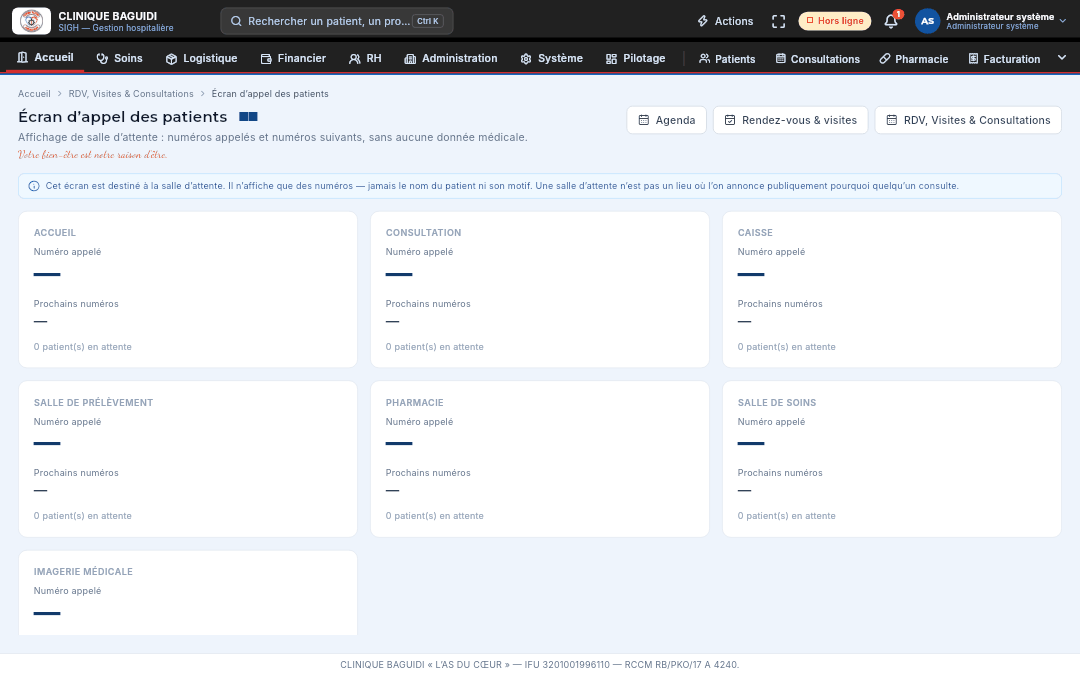 CLINIQUE BAGUIDI
SIGH — Gestion hospitalière
Rechercher un patient, un pro... Ctrl K
Actions
Hors ligne
1
AS
Administrateur système
Administrateur système
Accueil
Soins
Logistique
Financier
RH
Administration
Système
Pilotage
Patients
Consultations
Pharmacie
Facturation
Accueil > RDV, Visites & Consultations > Écran d'appel des patients
Écran d'appel des patients
Affichage de salle d'attente : numéros appelés et numéros suivants, sans aucune donnée médicale.
Votre bien-être est notre raison d'être.
Agenda
Rendez-vous & visites
RDV, Visites & Consultations
Cet écran est destiné à la salle d'attente. Il n'affiche que des numéros — jamais le nom du patient ni son motif. Une salle d'attente n'est pas un lieu où l'on annonce publiquement pourquoi quelqu'un consulte.
ACCUEIL
Numéro appelé
—
Prochains numéros
—
0 patient(s) en attente
CONSULTATION
Numéro appelé
—
Prochains numéros
—
0 patient(s) en attente
CAISSE
Numéro appelé
—
Prochains numéros
—
0 patient(s) en attente
SALLE DE PRÉLÈVEMENT
Numéro appelé
—
Prochains numéros
—
0 patient(s) en attente
PHARMACIE
Numéro appelé
—
Prochains numéros
—
0 patient(s) en attente
SALLE DE SOINS
Numéro appelé
—
Prochains numéros
—
0 patient(s) en attente
IMAGERIE MÉDICALE
Numéro appelé
—
CLINIQUE BAGUIDI « L'AS DU CŒUR » — IFU 3201001996110 — RCCM RB/PKO/17 A 4240.